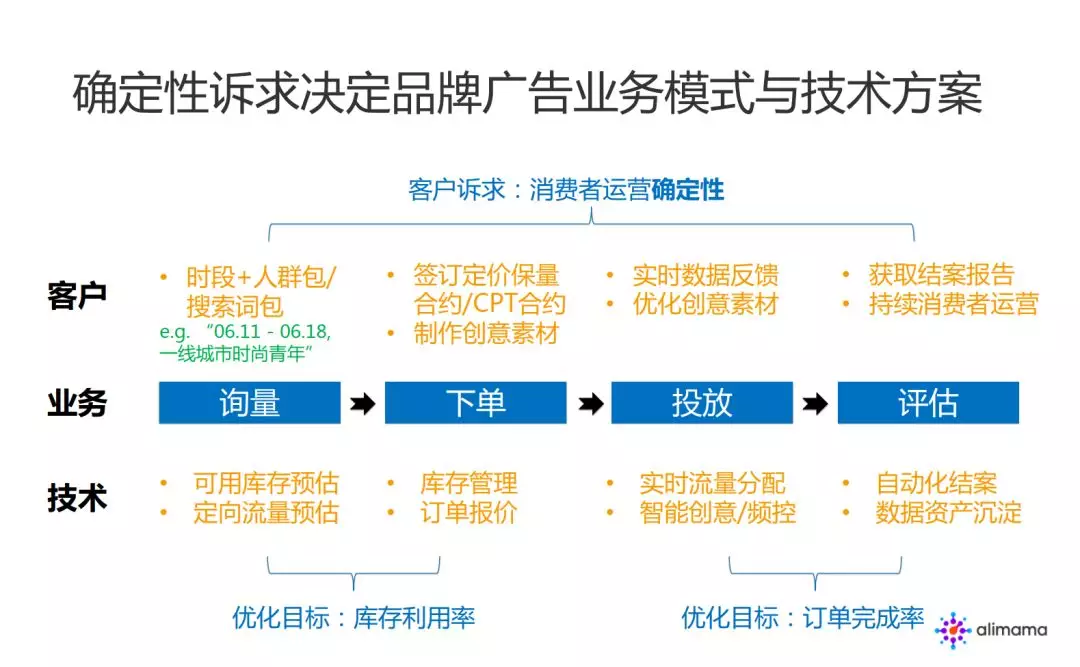 确定性诉求决定品牌广告业务模式与技术方案
客户诉求：消费者运营确定性
客户
• 时段+人群包/
搜索词包
e.g. “06.11 - 06.18,
一线城市时尚青年”
• 签订定价保量
合约/CPT合约
• 制作创意素材
• 实时数据反馈
• 优化创意素材
• 获取结案报告
• 持续消费者运营
业务
询量
下单
投放
评估
技术
• 可用库存预估
• 定向流量预估
• 库存管理
• 订单报价
• 实时流量分配
• 智能创意/频控
• 自动化结案
• 数据资产沉淀
优化目标：库存利用率
优化目标：订单完成率
alimama